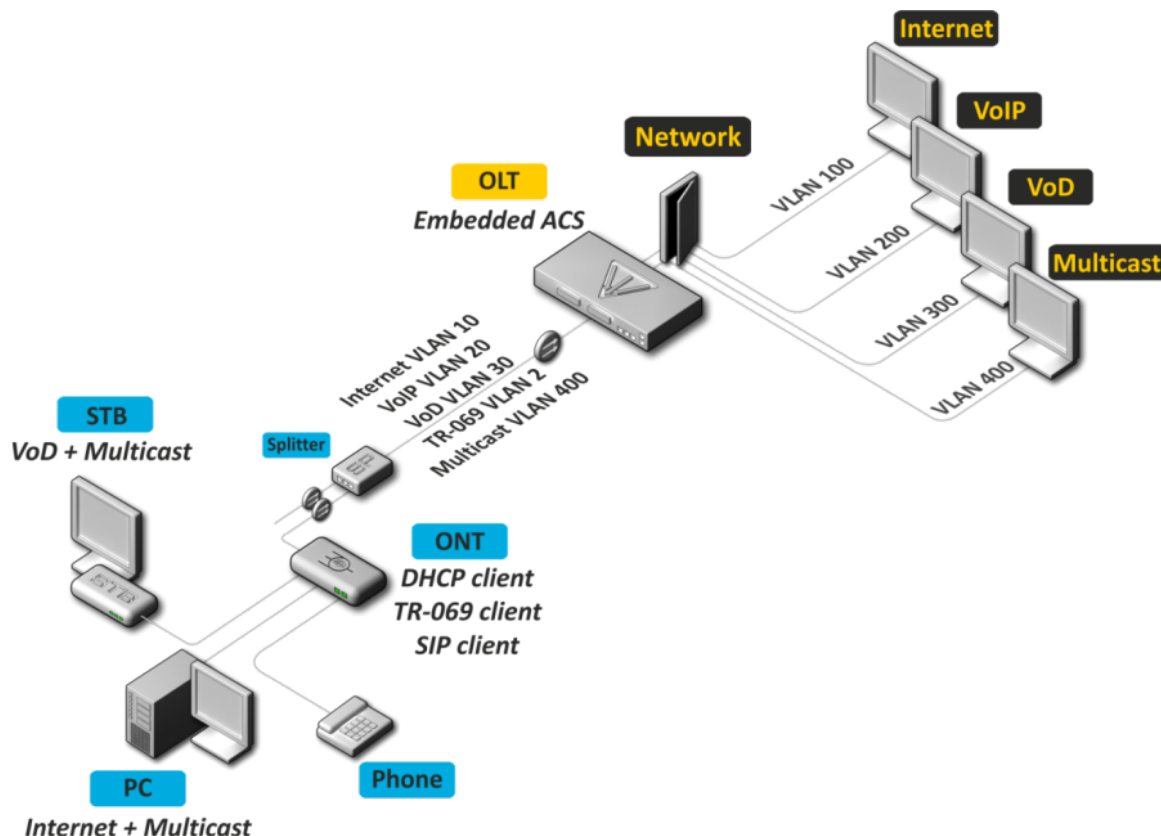 Internet
VoIP
Network
VoD
OLT
Embedded ACS
VLAN 100
VLAN 200
Multicast
VLAN 300
VLAN 400
Internet VLAN 10
VoIP VLAN 20
VoD VLAN 30
TR-069 VLAN 2
Multicast VLAN 400
STB
VoD + Multicast
Splitter
ONT
DHCP client
TR-069 client
SIP client
STB
Phone
PC
Internet + Multicast